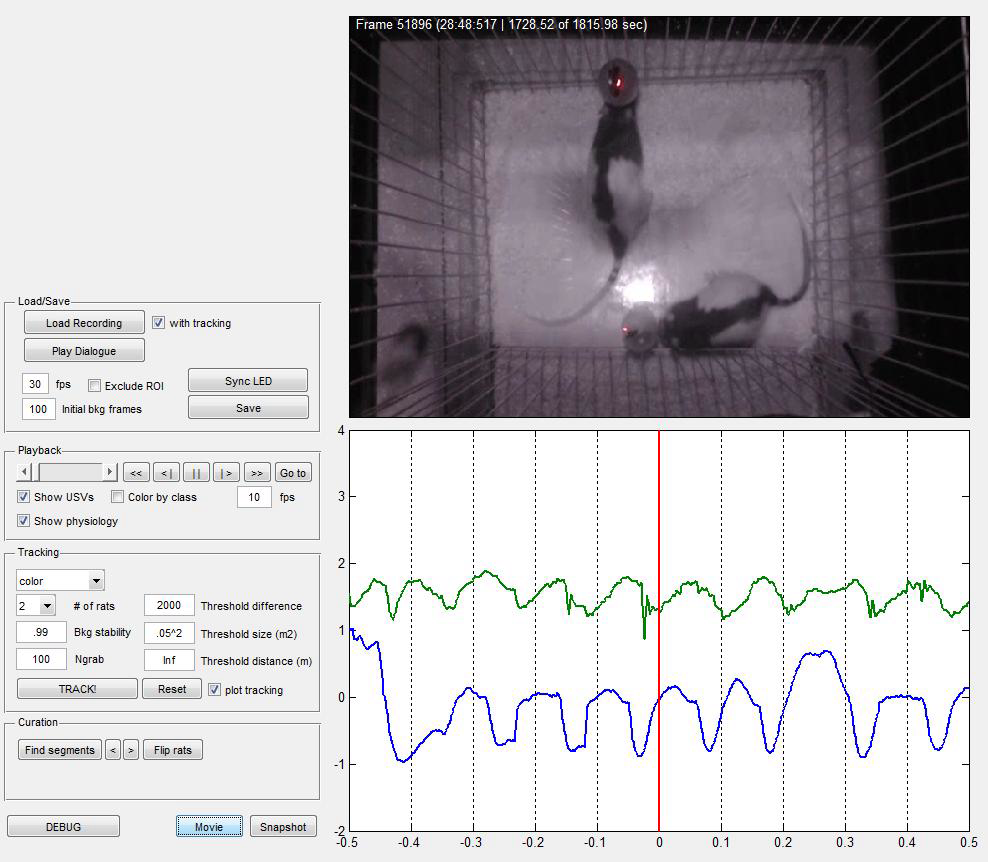 Frame 51896 (28:48:517 | 1728.52 of 1815.98 sec)
Load/Save
Load Recording
with tracking
Play Dialogue
30 fps
Exclude ROI
Sync LED
100 Initial bkg frames
Save
Playback
<< <| || |> >> Go to
Show USVs
Color by class
10 fps
Show physiology
Tracking
color
2 # of rats
2000 Threshold difference
.99 Bkg stability
.05^2 Threshold size (m2)
100 Ngrab
Inf Threshold distance (m)
TRACK!
Reset
plot tracking
Curation
Find segments < > Flip rats
DEBUG
Movie
Snapshot
4
3
2
1
0
-1
-2
-0.5 -0.4 -0.3 -0.2 -0.1 0 0.1 0.2 0.3 0.4 0.5